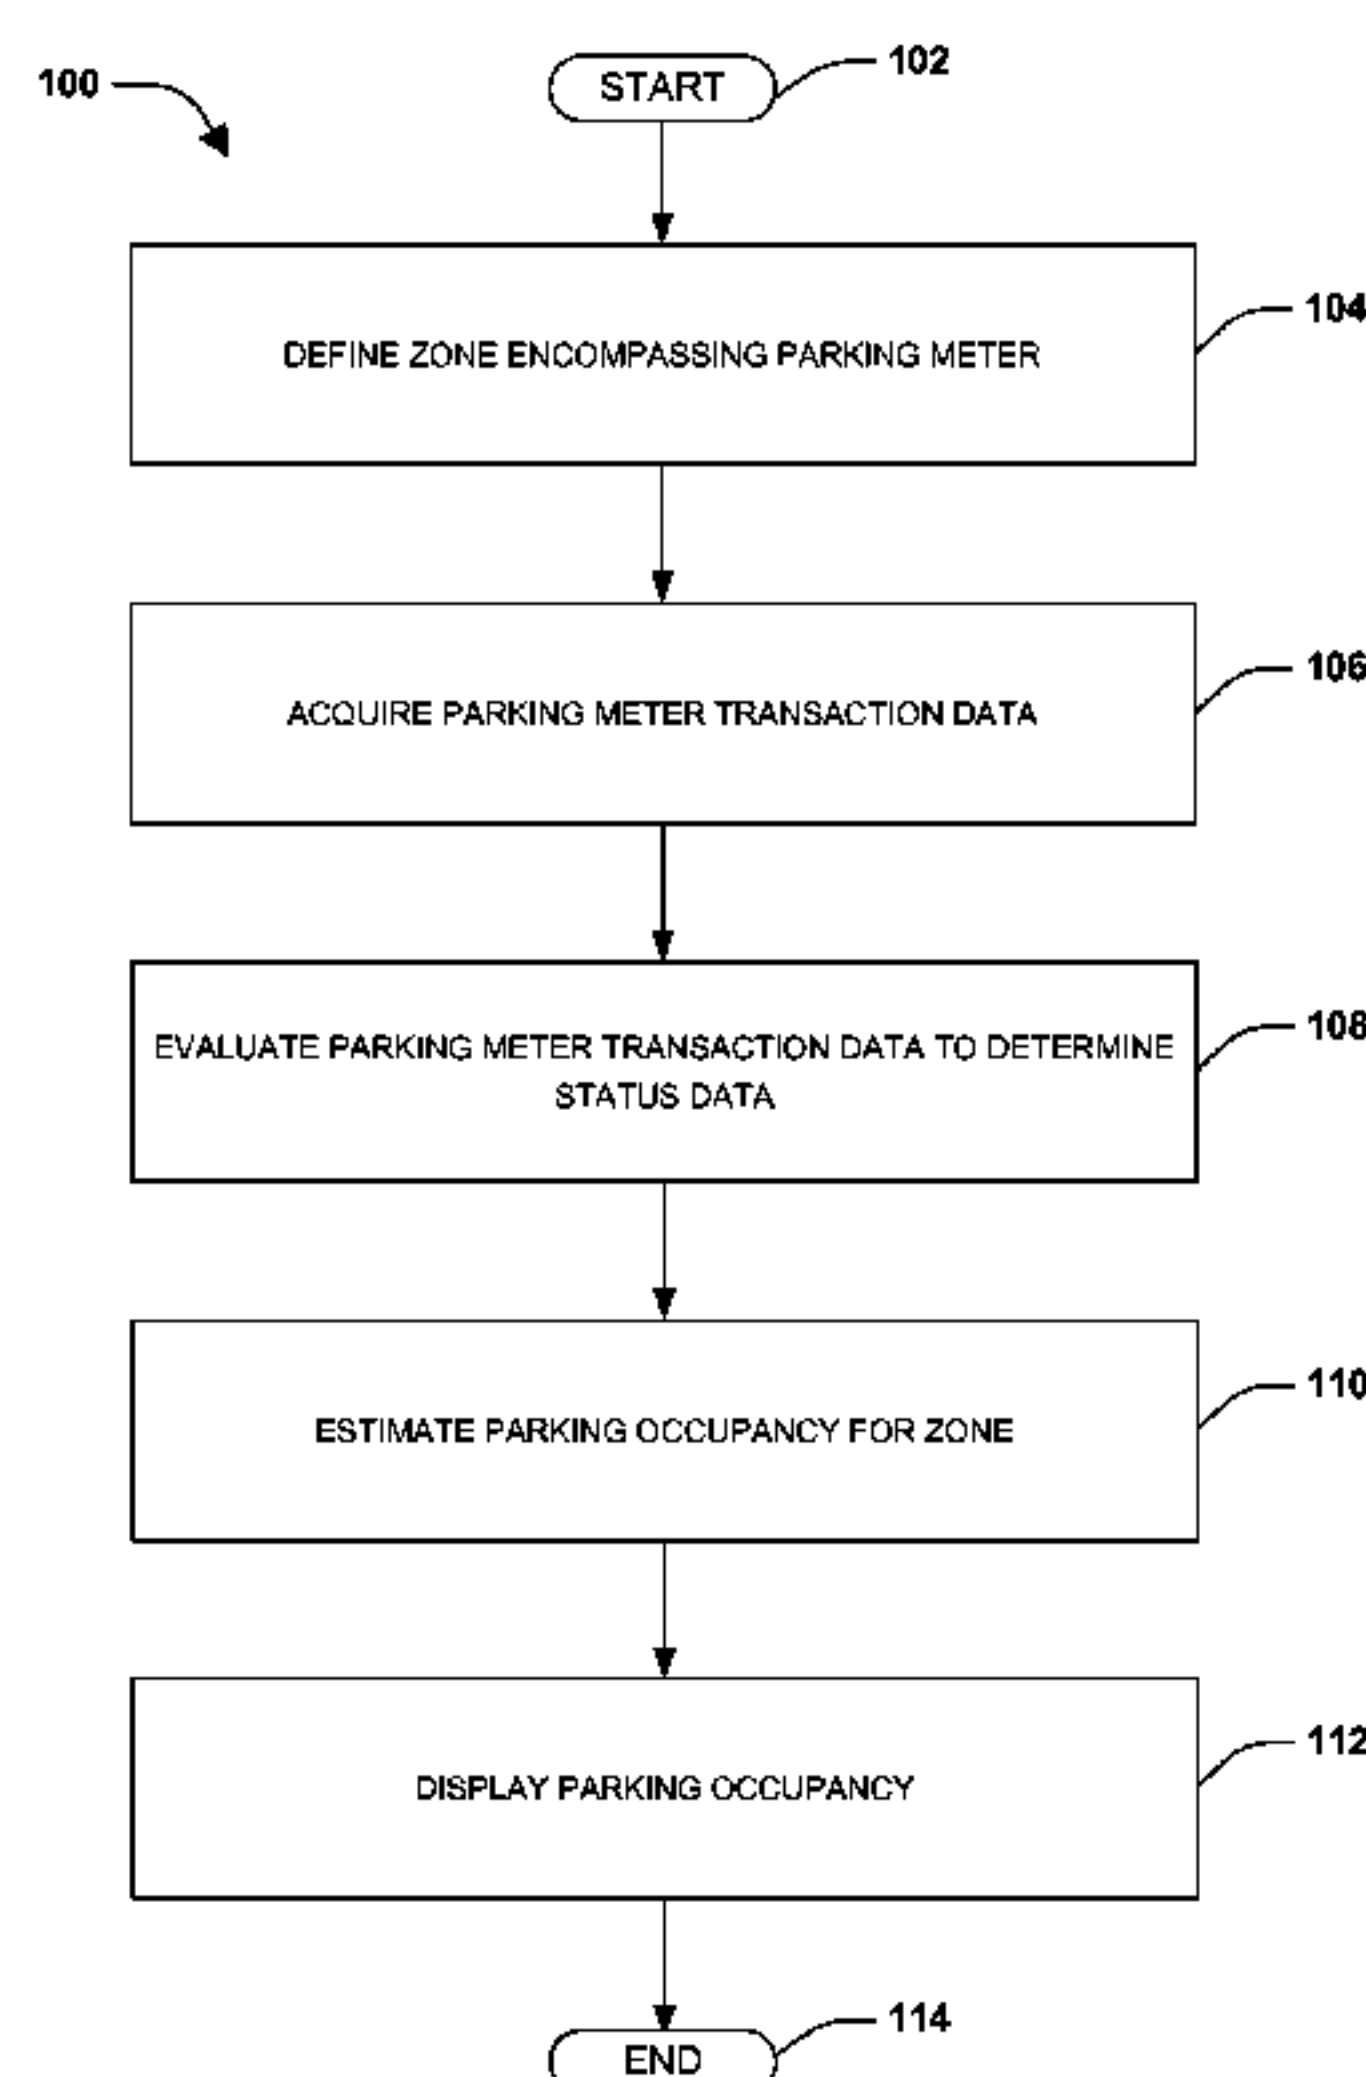 100
START
102
DEFINE ZONE ENCOMPASSING PARKING METER
104
ACQUIRE PARKING METER TRANSACTION DATA
106
EVALUATE PARKING METER TRANSACTION DATA TO DETERMINE
STATUS DATA
108
ESTIMATE PARKING OCCUPANCY FOR ZONE
110
DISPLAY PARKING OCCUPANCY
112
END
114